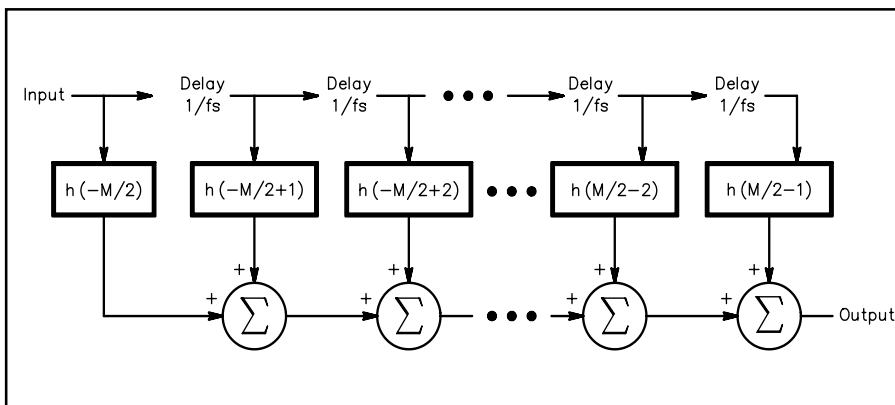 Input
Delay
1/fs
Delay
1/fs
Delay
1/fs
Delay
1/fs
h(-M/2)
h(-M/2+1)
h(-M/2+2)
h(M/2-2)
h(M/2-1)
+
+
+
+
+
+
+
+
Σ
Σ
Σ
Σ
Output